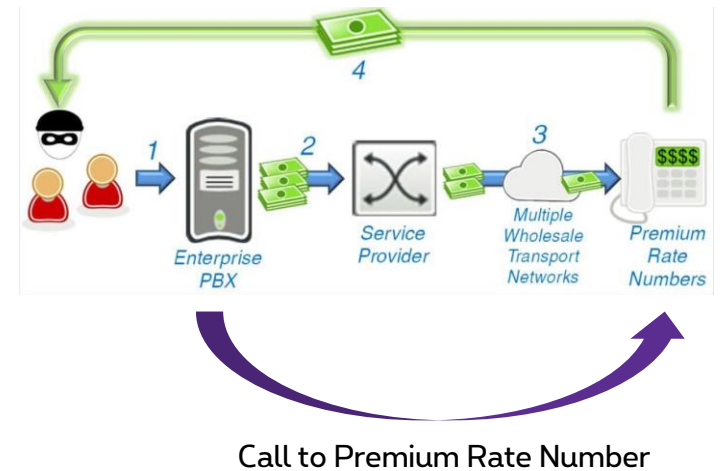 4
1
2
3
$$$$
Enterprise
PBX
Service
Provider
Multiple
Wholesale
Transport
Networks
Premium
Rate
Numbers
Call to Premium Rate Number